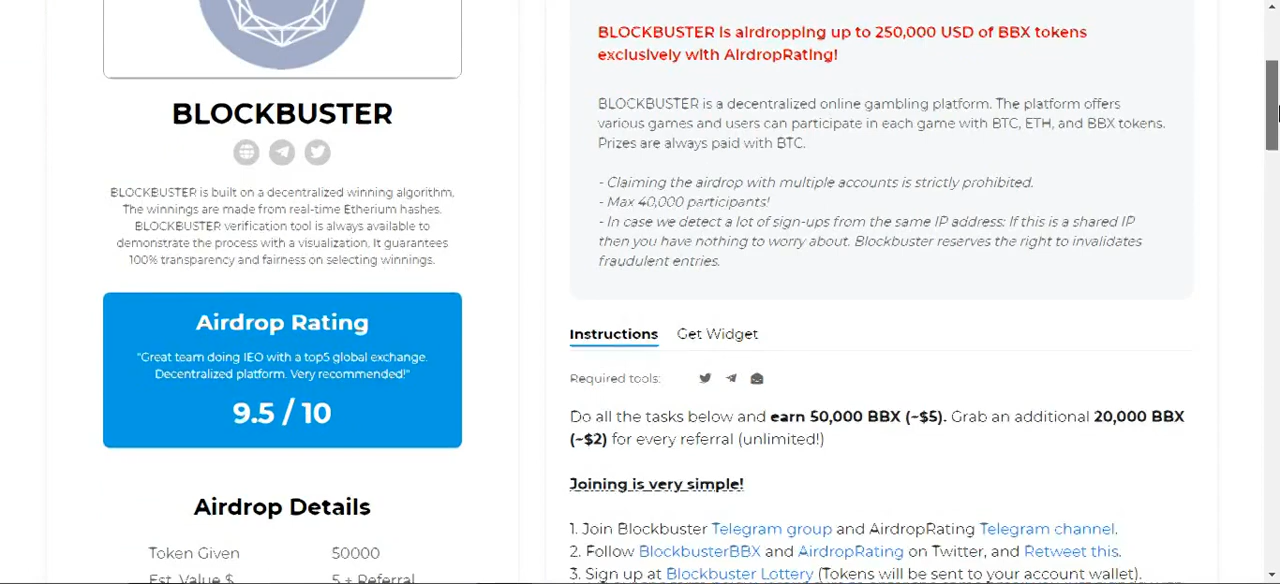 BLOCKBUSTER
BLOCKBUSTER is built on a decentralized winning algorithm.
The winnings are made from real-time Etherium hashes.
BLOCKBUSTER verification tool is always available to
demonstrate the process with a visualization. It guarantees
100% transparency and fairness on selecting winnings.
Airdrop Rating
"Great team doing IEO with a top5 global exchange.
Decentralized platform. Very recommended!"
9.5 / 10
Airdrop Details
Token Given 50000
Est. Value $ 5 + Referral
BLOCKBUSTER is airdropping up to 250,000 USD of BBX tokens
exclusively with AirdropRating!
BLOCKBUSTER is a decentralized online gambling platform. The platform offers
various games and users can participate in each game with BTC, ETH, and BBX tokens.
Prizes are always paid with BTC.
- Claiming the airdrop with multiple accounts is strictly prohibited.
- Max 40,000 participants!
- In case we detect a lot of sign-ups from the same IP address: If this is a shared IP
then you have nothing to worry about. Blockbuster reserves the right to invalidates
fraudulent entries.
Instructions Get Widget
Required tools:
Do all the tasks below and earn 50,000 BBX (~$5). Grab an additional 20,000 BBX
(~$2) for every referral (unlimited!)
Joining is very simple!
1. Join Blockbuster Telegram group and AirdropRating Telegram channel.
2. Follow BlockbusterBBX and AirdropRating on Twitter, and Retweet this.
3. Sign up at Blockbuster Lottery (Tokens will be sent to your account wallet).